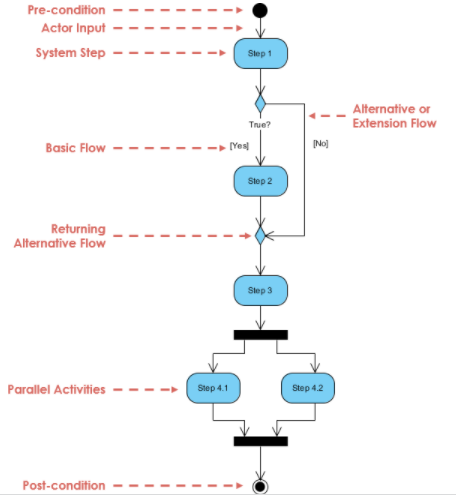 Pre-condition
Actor Input
System Step
Step 1
Alternative or
Extension Flow
True?
Basic Flow
[Yes]
[No]
Step 2
Returning
Alternative Flow
Step 3
Parallel Activities
Step 4.1
Step 4.2
Post-condition